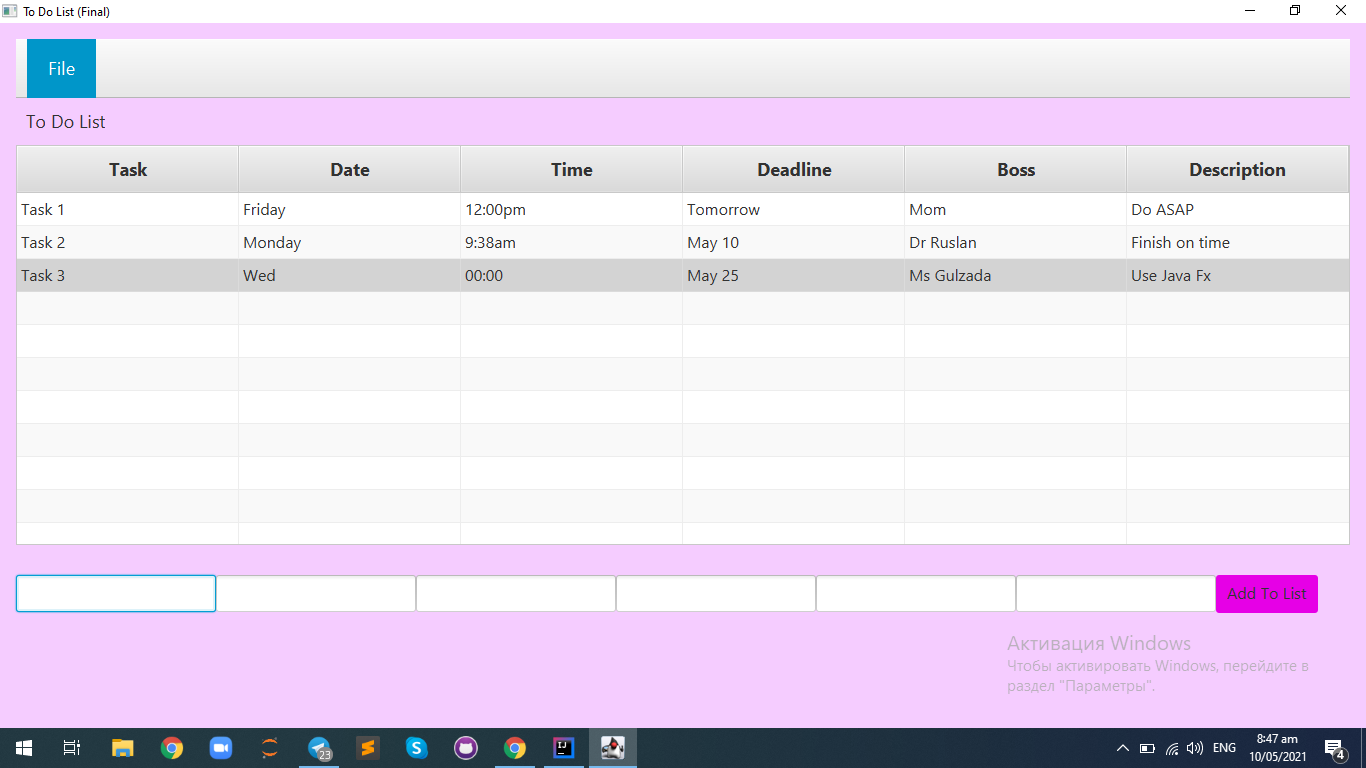 To Do List (Final)
File
To Do List
Task Date Time Deadline Boss Description
Task 1 Friday 12:00pm Tomorrow Mom Do ASAP
Task 2 Monday 9:38am May 10 Dr Ruslan Finish on time
Task 3 Wed 00:00 May 25 Ms Gulzada Use Java Fx
Add To List
Активация Windows
Чтобы активировать Windows, перейдите в
раздел "Параметры".
23
IJ
ENG
8:47 am
10/05/2021
4